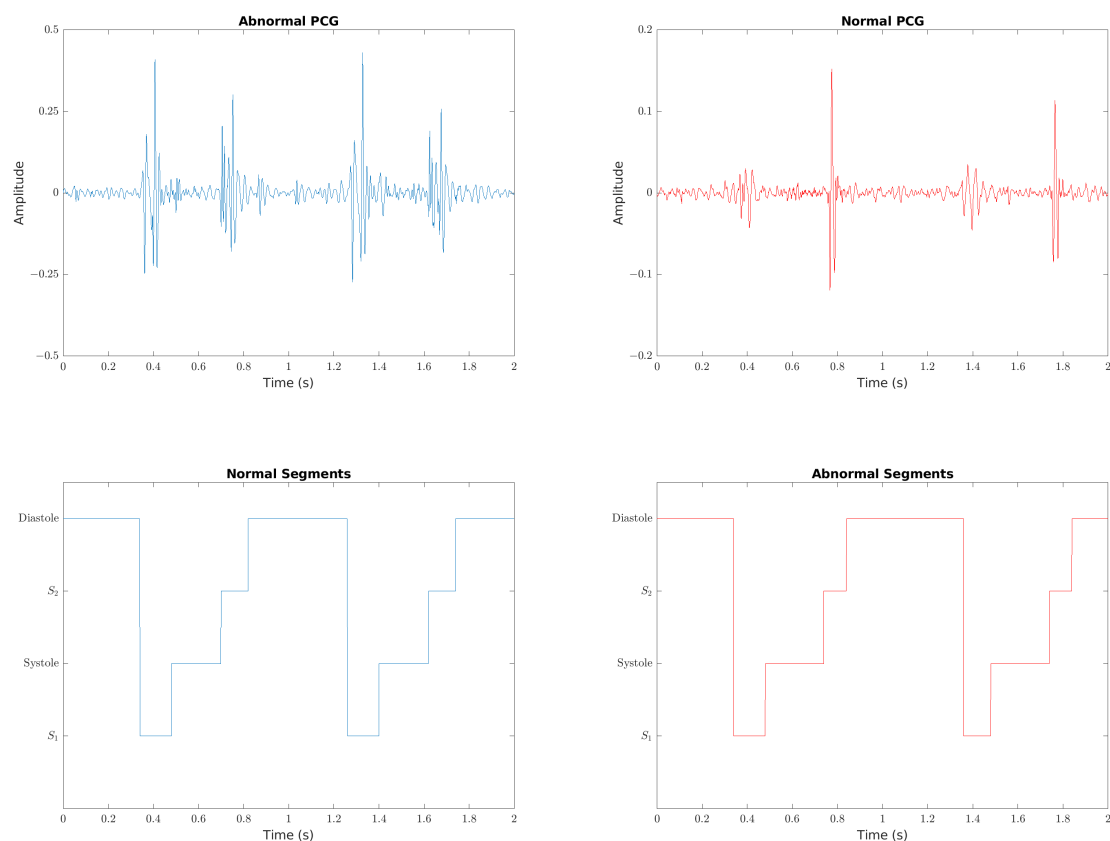 Abnormal PCG
0.5
0.25
0
−0.25
−0.5
Amplitude
0 0.2 0.4 0.6 0.8 1 1.2 1.4 1.6 1.8 2
Time (s)
Normal PCG
0.2
0.1
0
−0.1
−0.2
Amplitude
0 0.2 0.4 0.6 0.8 1 1.2 1.4 1.6 1.8 2
Time (s)
Normal Segments
Diastole
S₂
Systole
S₁
0 0.2 0.4 0.6 0.8 1 1.2 1.4 1.6 1.8 2
Time (s)
Abnormal Segments
Diastole
S₂
Systole
S₁
0 0.2 0.4 0.6 0.8 1 1.2 1.4 1.6 1.8 2
Time (s)